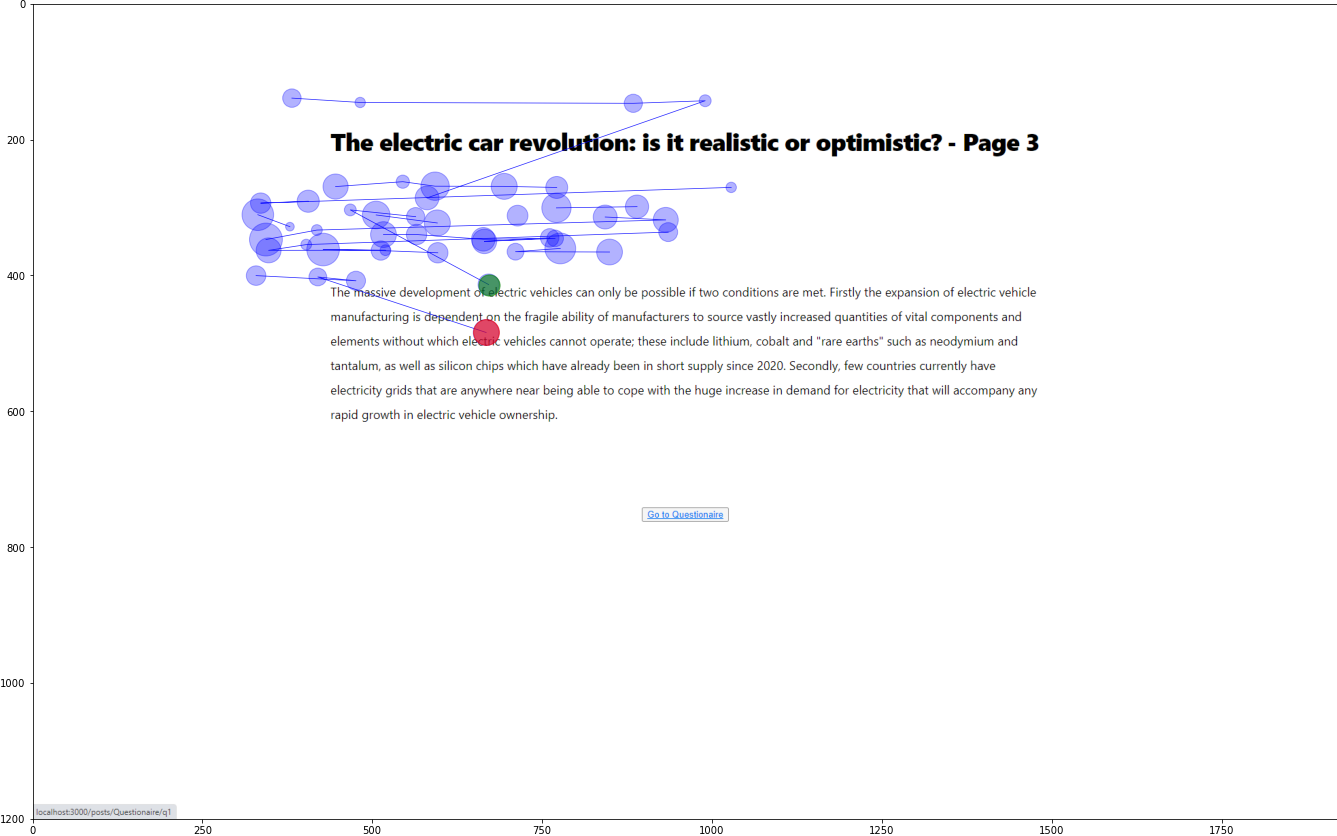 0
200
400
600
800
1000
1200
The electric car revolution: is it realistic or optimistic? - Page 3
The massive development of electric vehicles can only be possible if two conditions are met. Firstly the expansion of electric vehicle
manufacturing is dependent on the fragile ability of manufacturers to source vastly increased quantities of vital components and
elements without which electric vehicles cannot operate; these include lithium, cobalt and "rare earths" such as neodymium and
tantalum, as well as silicon chips which have already been in short supply since 2020. Secondly, few countries currently have
electricity grids that are anywhere near being able to cope with the huge increase in demand for electricity that will accompany any
rapid growth in electric vehicle ownership.
Go to Questionaire
localhost:3000/posts/Questionaire/q1
0 250 500 750 1000 1250 1500 1750